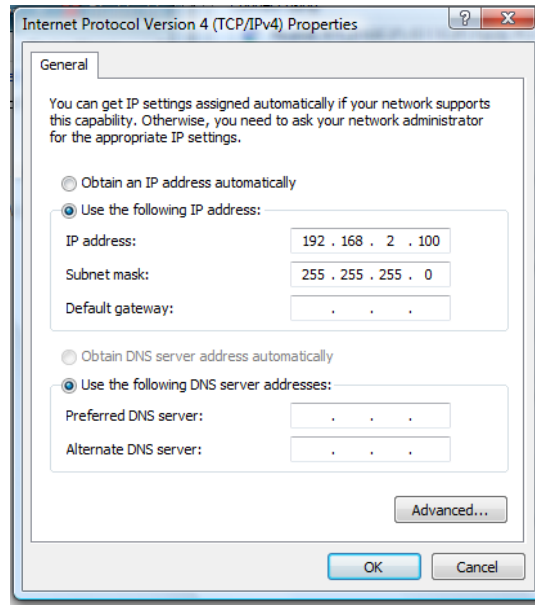 Internet Protocol Version 4 (TCP/IPv4) Properties
General
You can get IP settings assigned automatically if your network supports
this capability. Otherwise, you need to ask your network administrator
for the appropriate IP settings.
Obtain an IP address automatically
Use the following IP address:
IP address: 192 . 168 . 2 . 100
Subnet mask: 255 . 255 . 255 . 0
Default gateway: . . .
Obtain DNS server address automatically
Use the following DNS server addresses:
Preferred DNS server: . . .
Alternate DNS server: . . .
Advanced...
OK Cancel